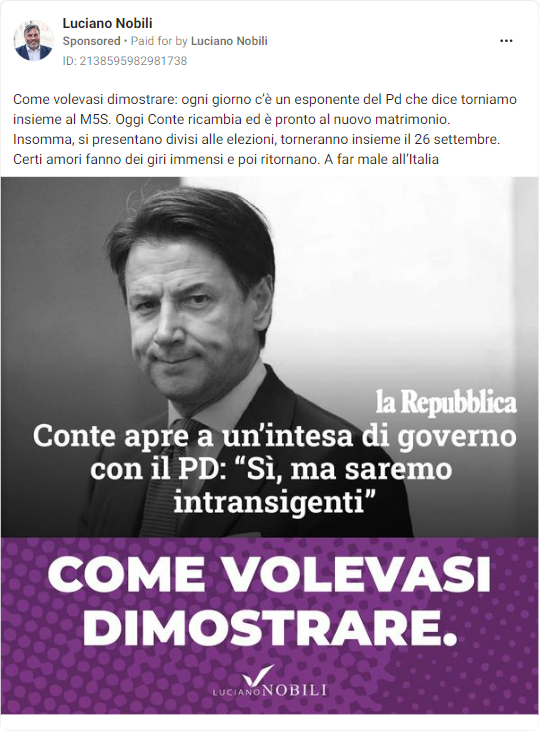 Luciano Nobili
Sponsored • Paid for by Luciano Nobili
ID: 2138595982981738
Come volevasi dimostrare: ogni giorno c’è un esponente del Pd che dice torniamo
insieme al M5S. Oggi Conte ricambia ed è pronto al nuovo matrimonio.
Insomma, si presentano divisi alle elezioni, torneranno insieme il 26 settembre.
Certi amori fanno dei giri immensi e poi ritornano. A far male all’Italia
la Repubblica
Conte apre a un’intesa di governo
con il PD: “Sì, ma saremo
intransigenti”
COME VOLEVASI
DIMOSTRARE.
LUCIANO NOBILI